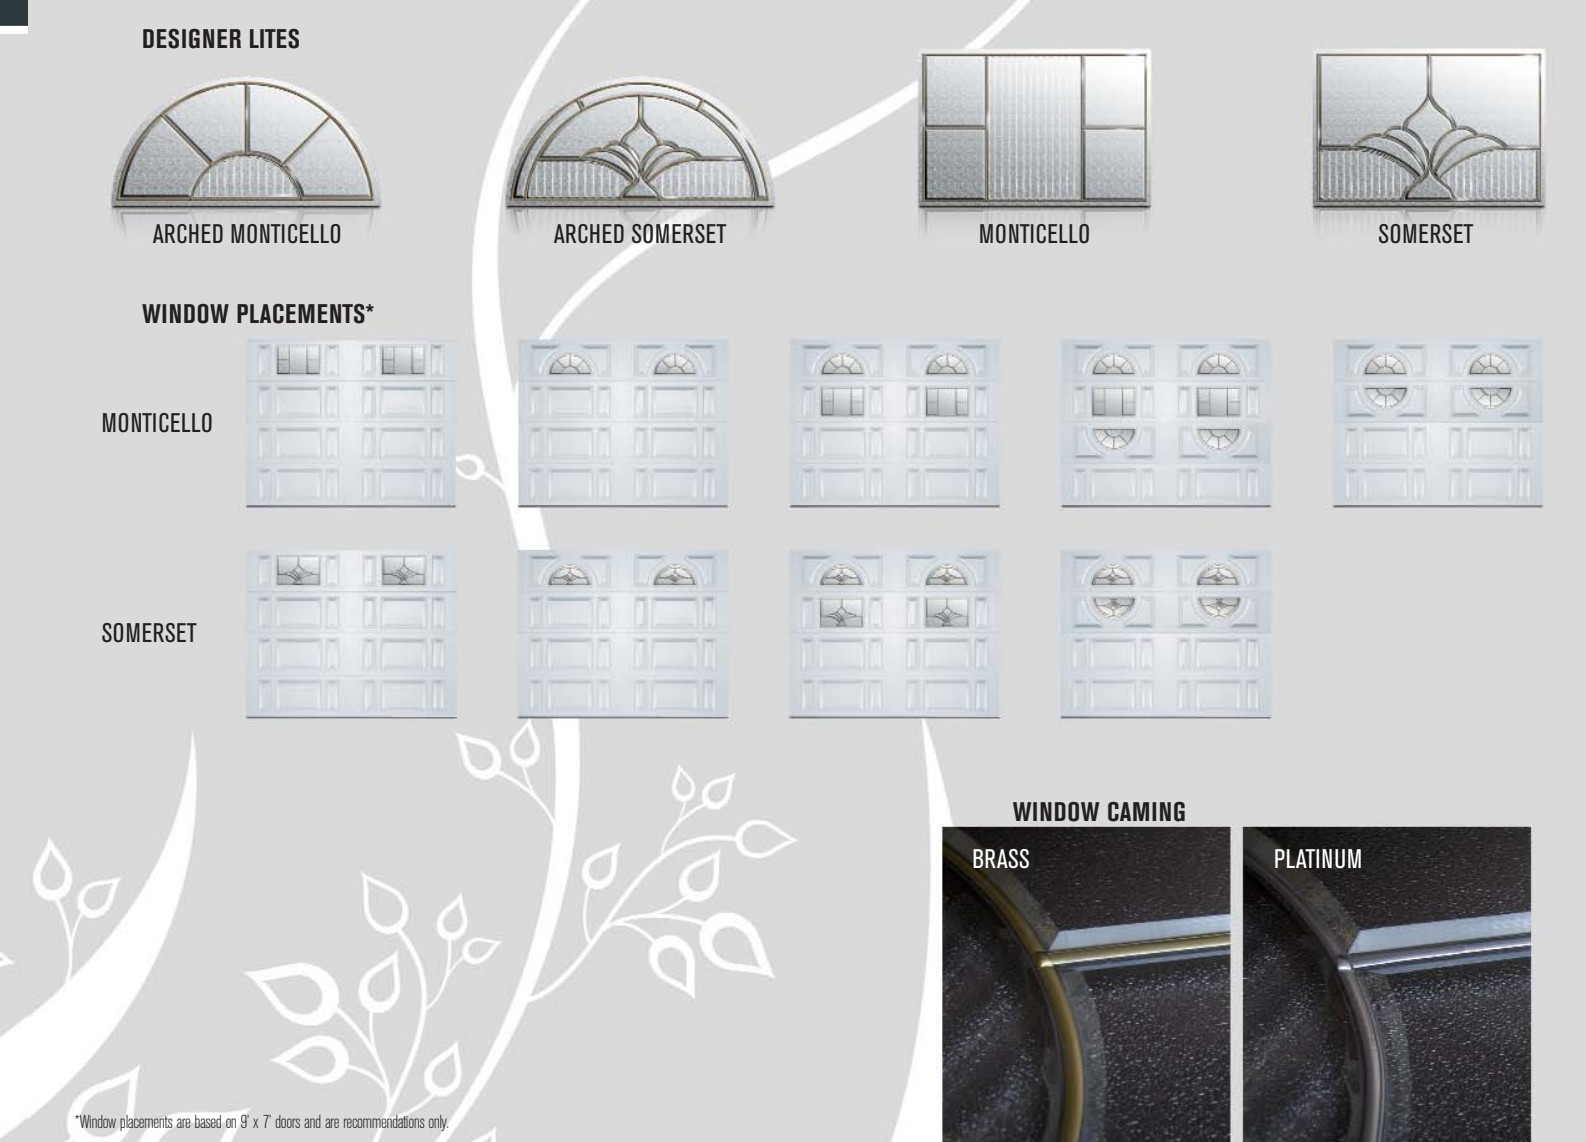 DESIGNER LITES
ARCHED MONTICELLO
ARCHED SOMERSET
MONTICELLO
SOMERSET
WINDOW PLACEMENTS*
MONTICELLO
SOMERSET
WINDOW CAMING
BRASS
PLATINUM
*Window placements are based on 9' x 7' doors and are recommendations only.